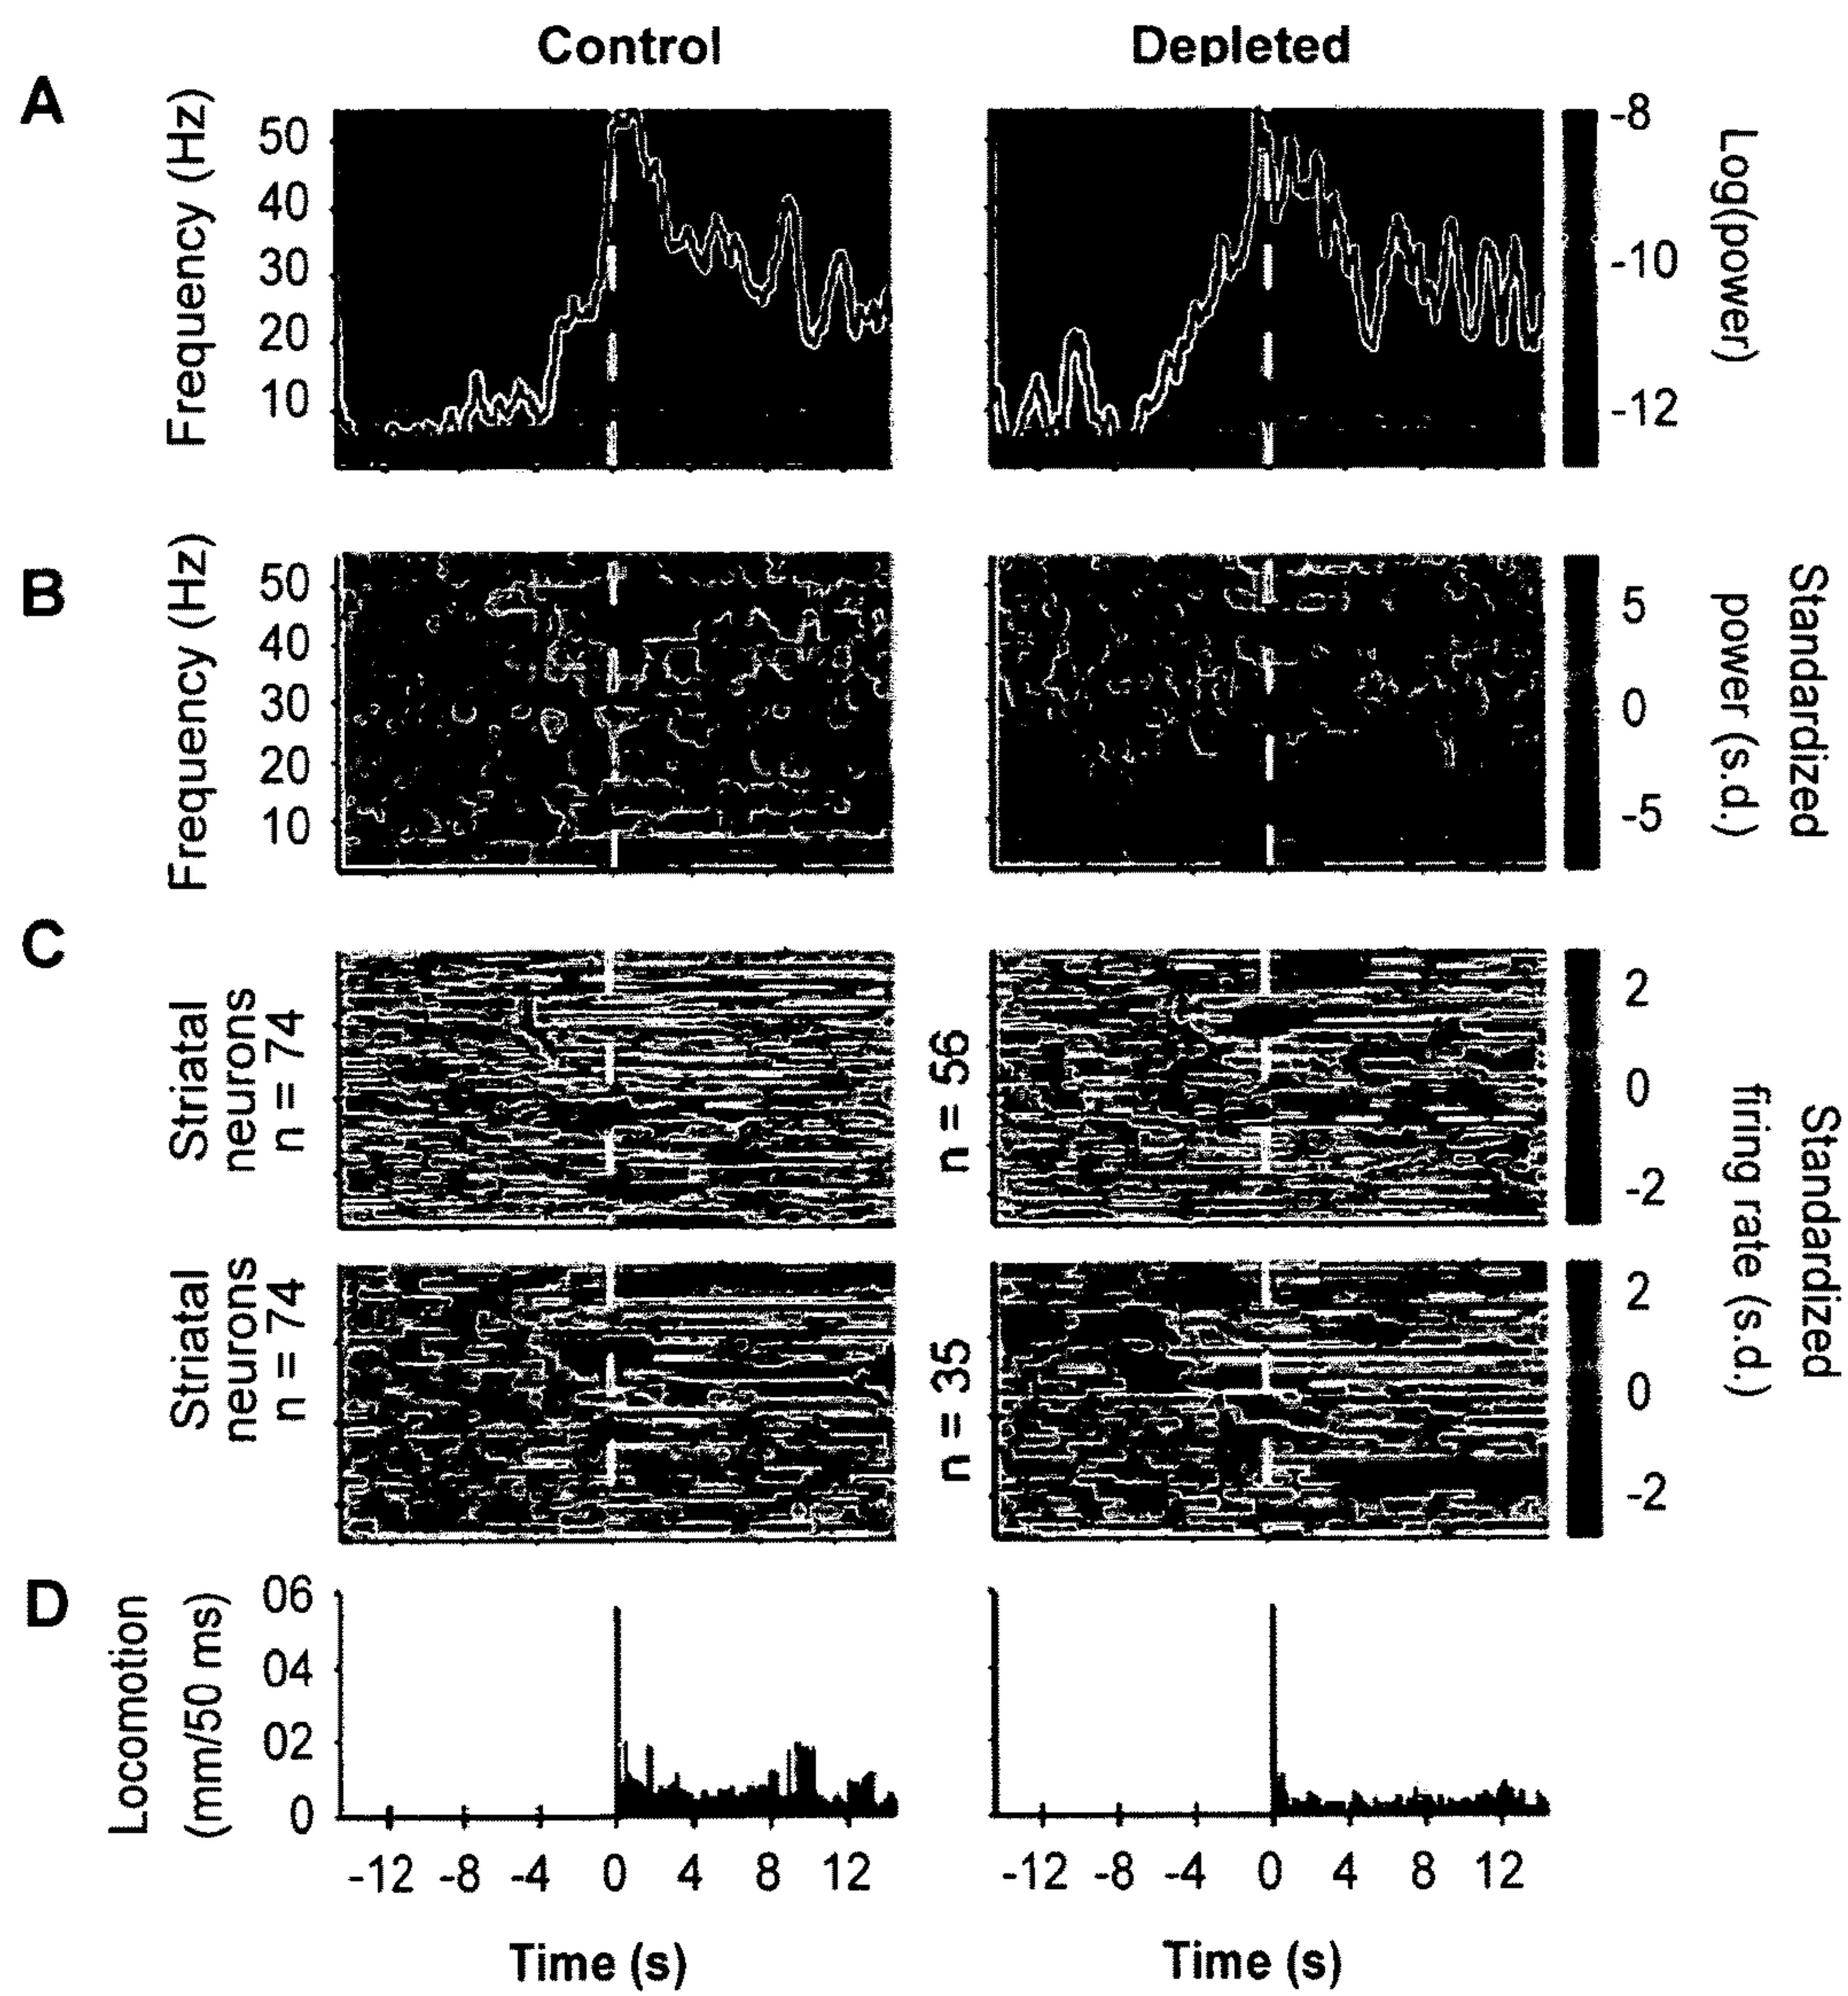 Control
Depleted
A
Frequency (Hz)
50
40
30
20
10
-8
-10
-12
Log(power)
B
Frequency (Hz)
50
40
30
20
10
5
0
-5
Standardized
power (s.d.)
C
Striatal
neurons
n = 74
n = 56
2
0
-2
Striatal
neurons
n = 74
n = 35
2
0
-2
Standardized
firing rate (s.d.)
D
Locomotion
(mm/50 ms)
06
04
02
0
-12 -8 -4 0 4 8 12
-12 -8 -4 0 4 8 12
Time (s)
Time (s)